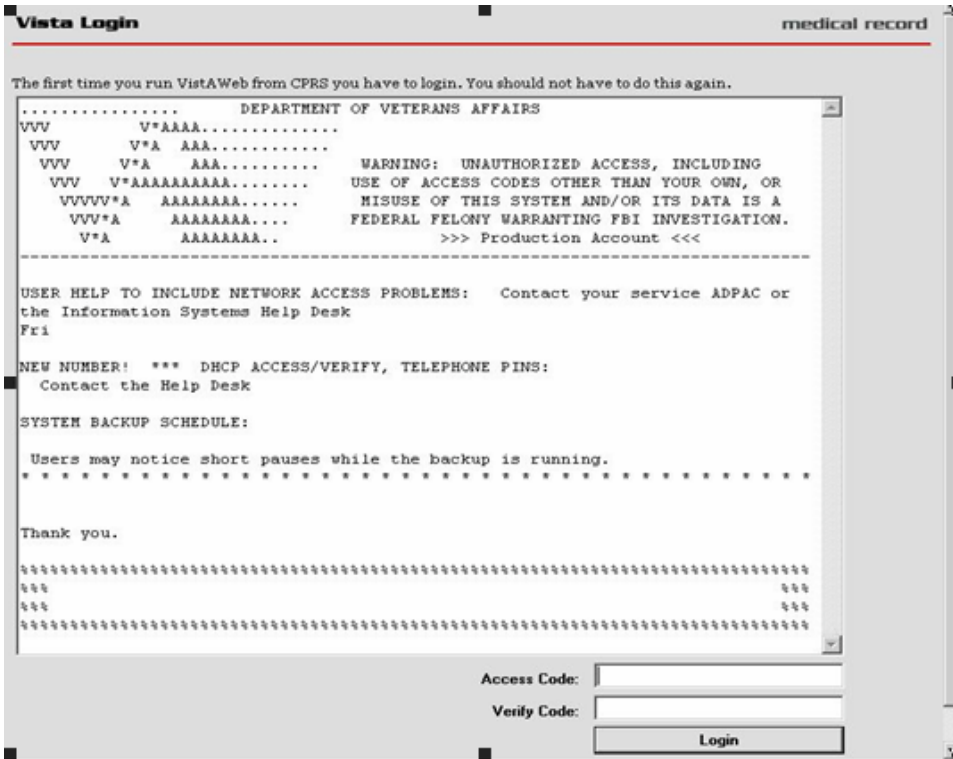 Vista Login
medical record
The first time you run VistAWeb from CPRS you have to login. You should not have to do this again.
................ DEPARTMENT OF VETERANS AFFAIRS
VVV V*AAAA..............
VVV V*A AAA............
VVV V*A AAA.......... WARNING: UNAUTHORIZED ACCESS, INCLUDING
VVV V*AAAAAAAAAA........ USE OF ACCESS CODES OTHER THAN YOUR OWN, OR
VVVVV*A AAAAAAAA...... MISUSE OF THIS SYSTEM AND/OR ITS DATA IS A
VVV*A AAAAAAAA.... FEDERAL FELONY WARRANTING FBI INVESTIGATION.
V*A AAAAAAAA.. >>> Production Account <<<
-------------------------------------------------------------------------------
USER HELP TO INCLUDE NETWORK ACCESS PROBLEMS: Contact your service ADPAC or
the Information Systems Help Desk
Fri
NEW NUMBER! *** DHCP ACCESS/VERIFY, TELEPHONE PINS:
Contact the Help Desk
SYSTEM BACKUP SCHEDULE:
Users may notice short pauses while the backup is running.
* * * * * * * * * * * * * * * * * * * * * * * * * * * * * * * * * * * * * * * *
Thank you.
%%%%%%%%%%%%%%%%%%%%%%%%%%%%%%%%%%%%%%%%%%%%%%%%%%%%%%%%%%%%%%%%%%%%%%%%%%%%%%%
%%% %%%
%%% %%%
%%%%%%%%%%%%%%%%%%%%%%%%%%%%%%%%%%%%%%%%%%%%%%%%%%%%%%%%%%%%%%%%%%%%%%%%%%%%%%%
Access Code:
Verify Code:
Login